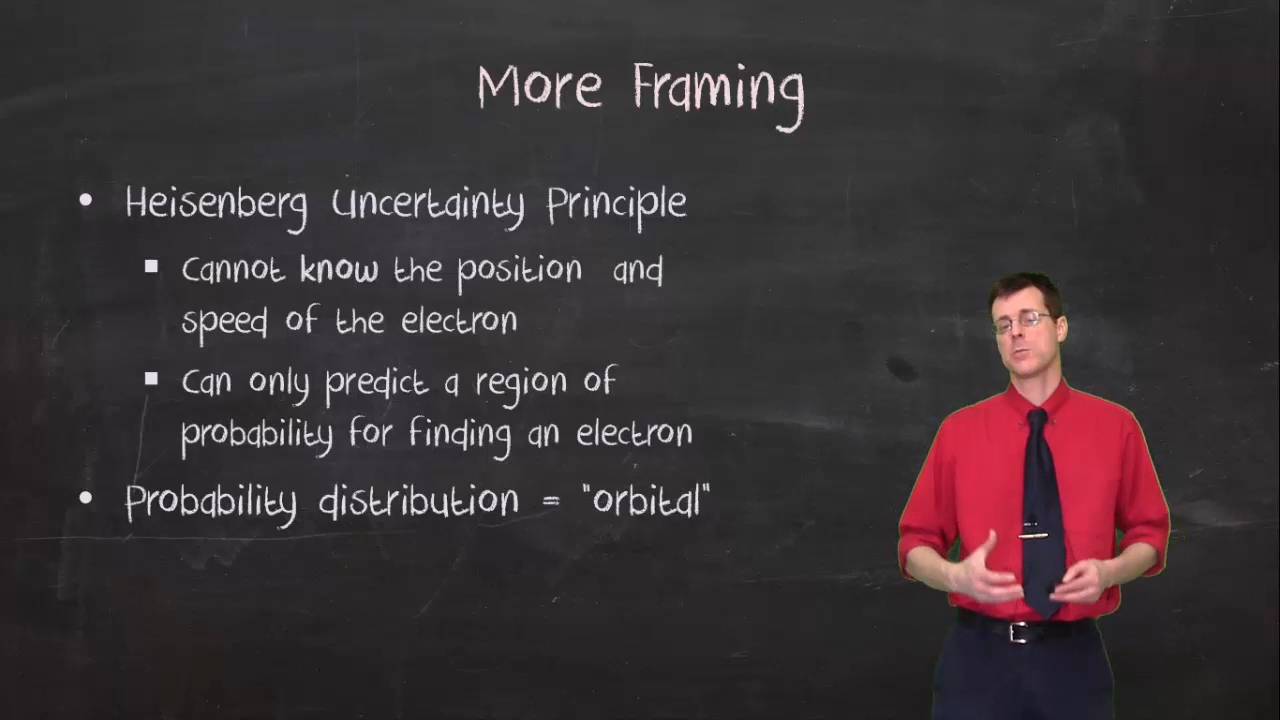 More Framing
• Heisenberg Uncertainty Principle
▪ Cannot know the position and
speed of the electron
▪ Can only predict a region of
probability for finding an electron
• Probability distribution = "orbital"